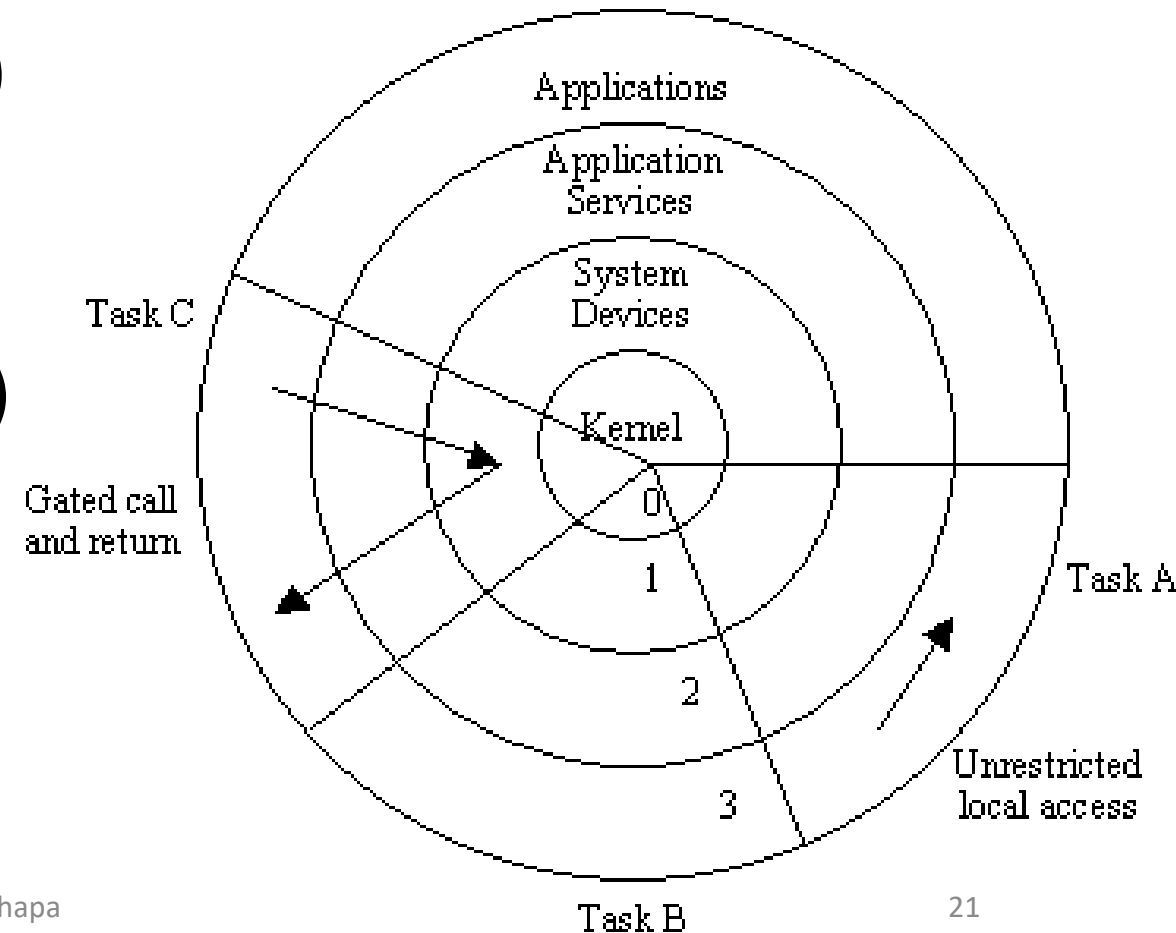 Applications
Application
Services
System
Devices
Task C
Kernel
Gated call
and return
0
1
Task A
2
Unrestricted
local access
3
hapa
Task B
21